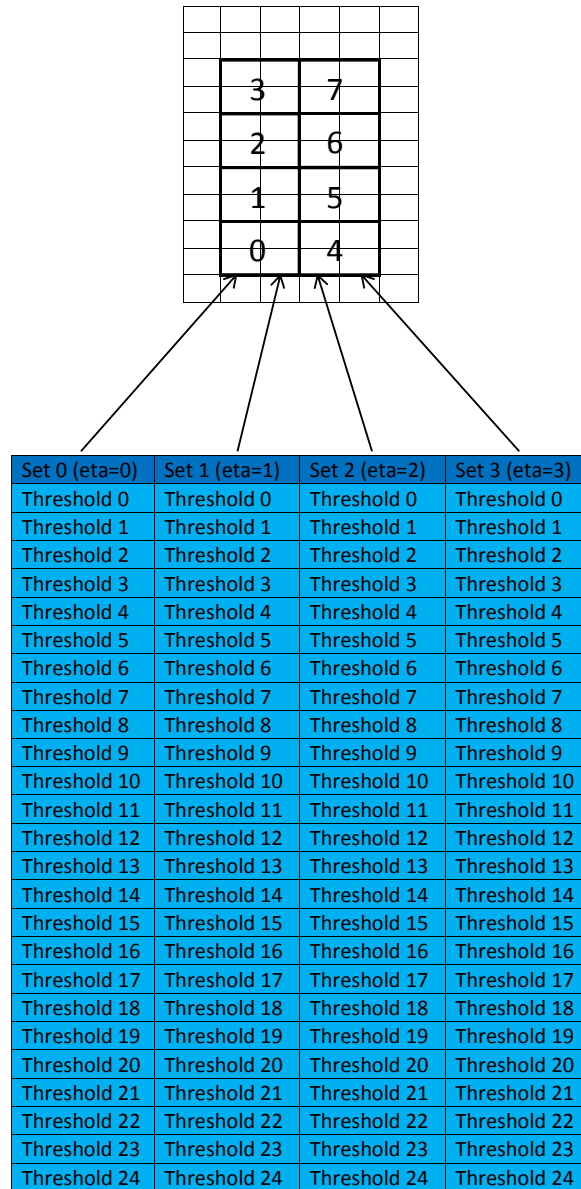 3 7
2 6
1 5
0 4
Set 0 (eta=0) Set 1 (eta=1) Set 2 (eta=2) Set 3 (eta=3)
Threshold 0 Threshold 0 Threshold 0 Threshold 0
Threshold 1 Threshold 1 Threshold 1 Threshold 1
Threshold 2 Threshold 2 Threshold 2 Threshold 2
Threshold 3 Threshold 3 Threshold 3 Threshold 3
Threshold 4 Threshold 4 Threshold 4 Threshold 4
Threshold 5 Threshold 5 Threshold 5 Threshold 5
Threshold 6 Threshold 6 Threshold 6 Threshold 6
Threshold 7 Threshold 7 Threshold 7 Threshold 7
Threshold 8 Threshold 8 Threshold 8 Threshold 8
Threshold 9 Threshold 9 Threshold 9 Threshold 9
Threshold 10 Threshold 10 Threshold 10 Threshold 10
Threshold 11 Threshold 11 Threshold 11 Threshold 11
Threshold 12 Threshold 12 Threshold 12 Threshold 12
Threshold 13 Threshold 13 Threshold 13 Threshold 13
Threshold 14 Threshold 14 Threshold 14 Threshold 14
Threshold 15 Threshold 15 Threshold 15 Threshold 15
Threshold 16 Threshold 16 Threshold 16 Threshold 16
Threshold 17 Threshold 17 Threshold 17 Threshold 17
Threshold 18 Threshold 18 Threshold 18 Threshold 18
Threshold 19 Threshold 19 Threshold 19 Threshold 19
Threshold 20 Threshold 20 Threshold 20 Threshold 20
Threshold 21 Threshold 21 Threshold 21 Threshold 21
Threshold 22 Threshold 22 Threshold 22 Threshold 22
Threshold 23 Threshold 23 Threshold 23 Threshold 23
Threshold 24 Threshold 24 Threshold 24 Threshold 24